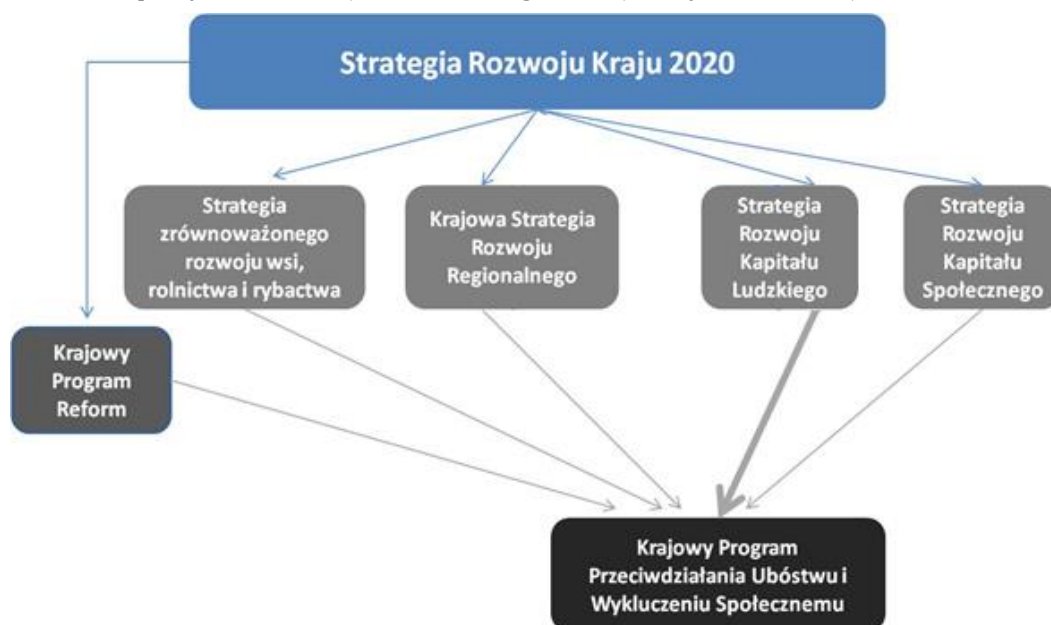 Strategia Rozwoju Kraju 2020
Strategia
zrównoważonego
rozwoju wsi,
rolnictwa i rybactwa
Krajowa Strategia
Rozwoju
Regionalnego
Strategia
Rozwoju
Kapitału
Ludzkiego
Strategia
Rozwoju
Kapitału
Społecznego
Krajowy
Program
Reform
Krajowy Program
Przeciwdziałania Ubóstwu i
Wykluczeniu Społecznemu